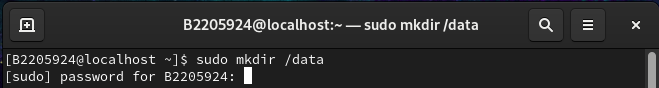 B2205924@localhost:~ — sudo mkdir /data
[B2205924@localhost ~]$ sudo mkdir /data
[sudo] password for B2205924: